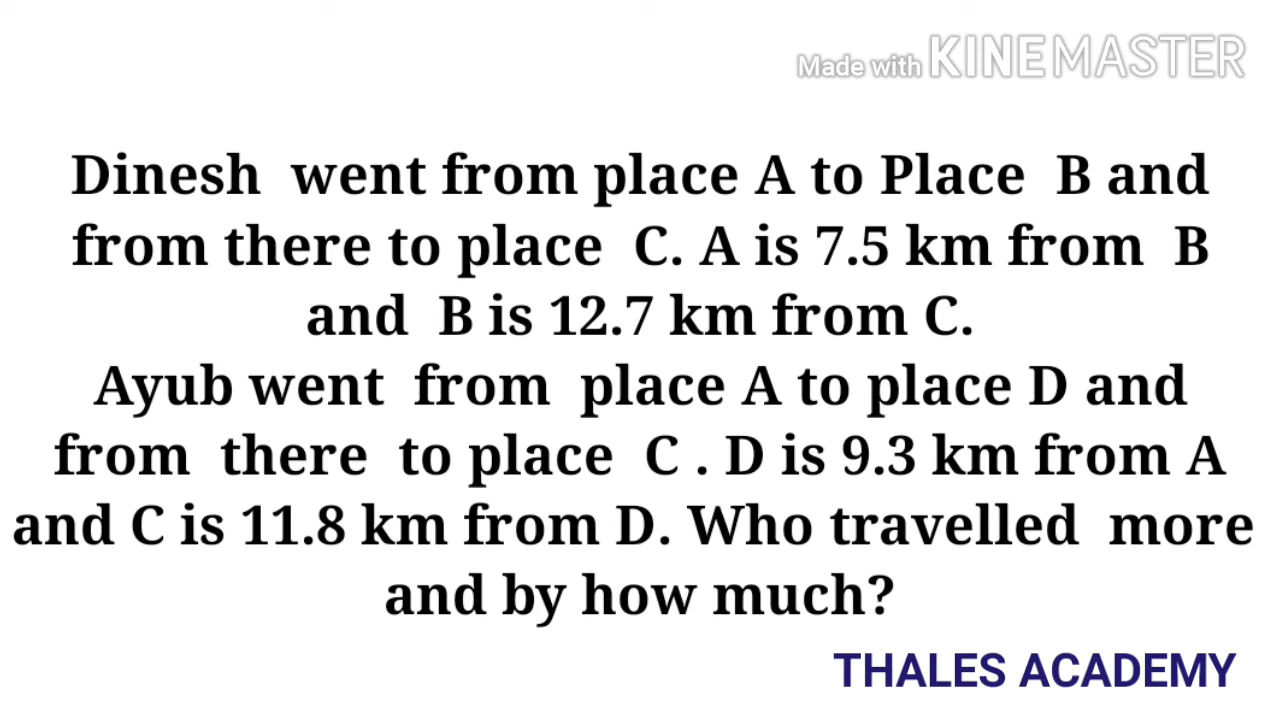 Made with KINEMASTER
Dinesh went from place A to Place B and
from there to place C. A is 7.5 km from B
and B is 12.7 km from C.
Ayub went from place A to place D and
from there to place C . D is 9.3 km from A
and C is 11.8 km from D. Who travelled more
and by how much?
THALES ACADEMY